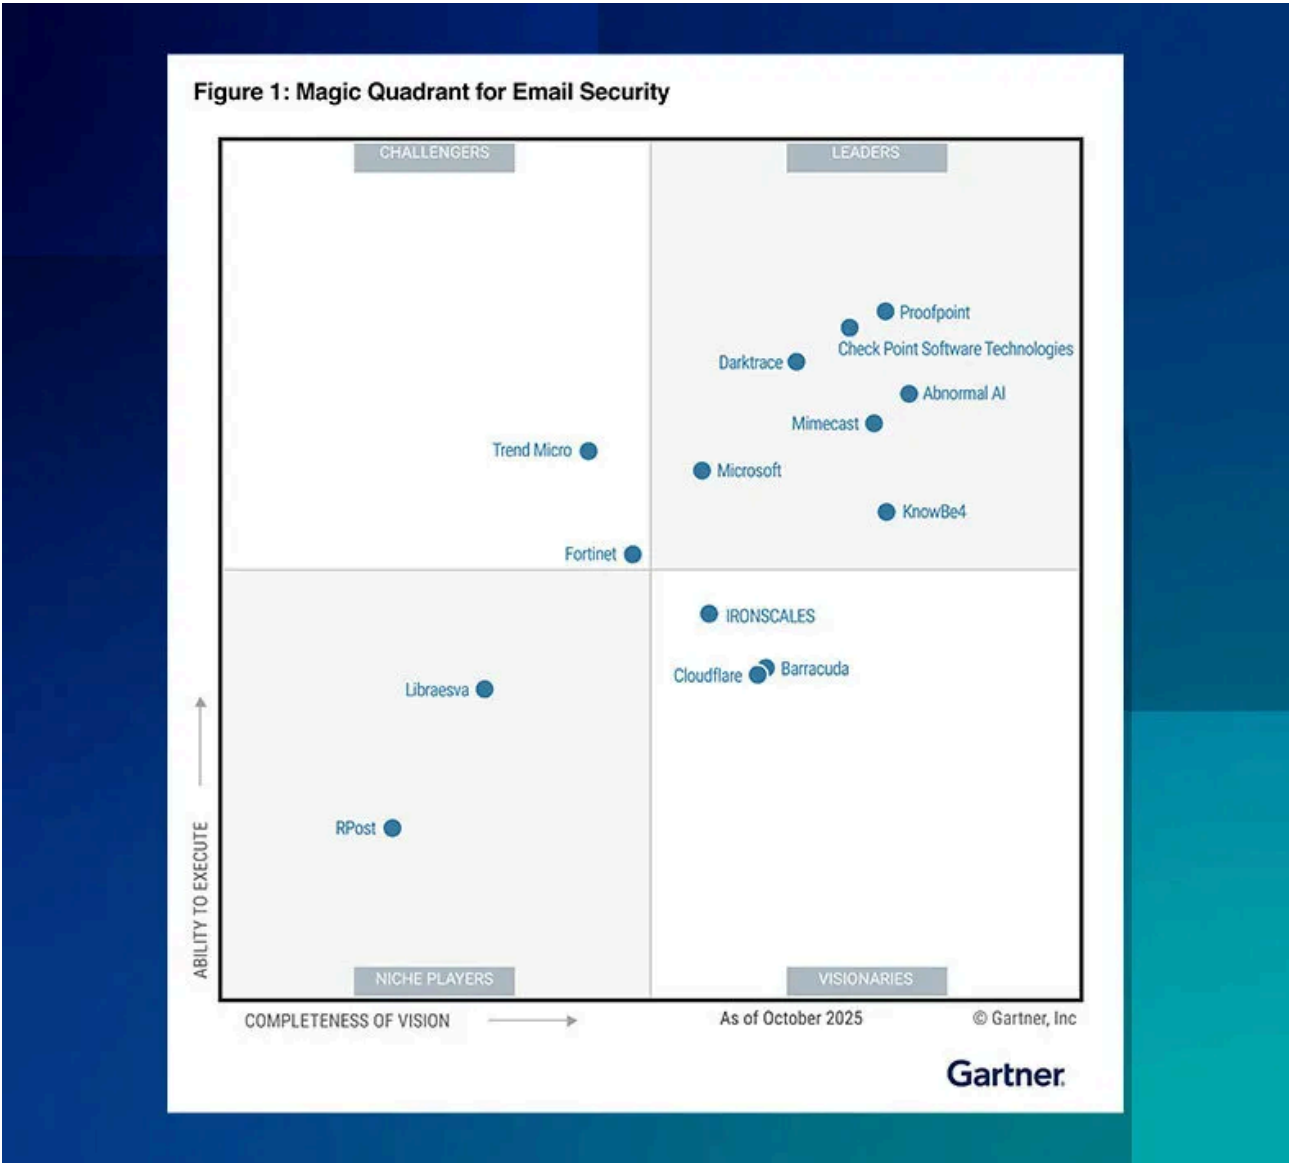 Figure 1: Magic Quadrant for Email Security
CHALLENGERS
LEADERS
Proofpoint
Check Point Software Technologies
Darktrace
Abnormal AI
Mimecast
Trend Micro
Microsoft
KnowBe4
Fortinet
IRONSCALES
Cloudflare
Barracuda
Libraesva
RPost
ABILITY TO EXECUTE
NICHE PLAYERS
VISIONARIES
COMPLETENESS OF VISION
As of October 2025
© Gartner, Inc
Gartner.